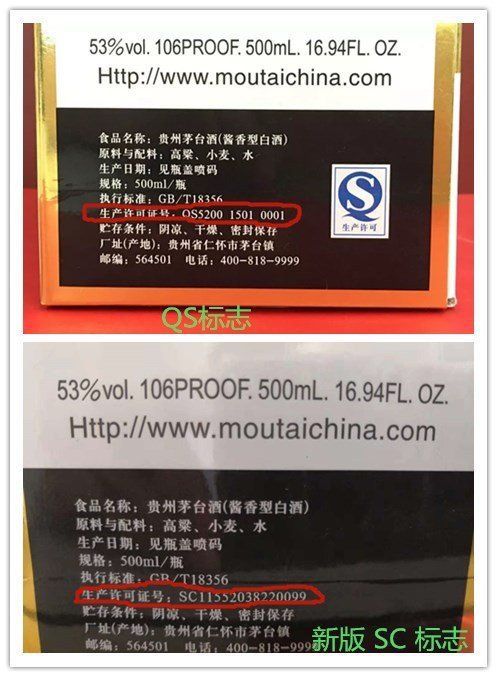 53%vol. 106PROOF. 500mL. 16.94FL. OZ.
Http://www.moutaichina.com
食品名称：贵州茅台酒(酱香型白酒)
原料与配料：高粱、小麦、水
生产日期：见瓶盖喷码
规格：500ml/瓶
执行标准：GB/T18356
生产许可证号：QS5200 1501 0001
贮存条件：阴凉、干燥、密封保存
厂址(产地)：贵州省仁怀市茅台镇
邮编：564501 电话：400-818-9999
生产许可
QS标志
53%vol. 106PROOF. 500mL. 16.94FL. OZ.
Http://www.moutaichina.com
食品名称：贵州茅台酒(酱香型白酒)
原料与配料：高粱、小麦、水
生产日期：见瓶盖喷码
规格：500ml/瓶
执行标准：GB/T18356
生产许可证号：SC11552038220099
贮存条件：阴凉、干燥、密封保存
厂址(产地)：贵州省仁怀市茅台镇
邮编：564501 电话：400-818-9999
新版 SC 标志